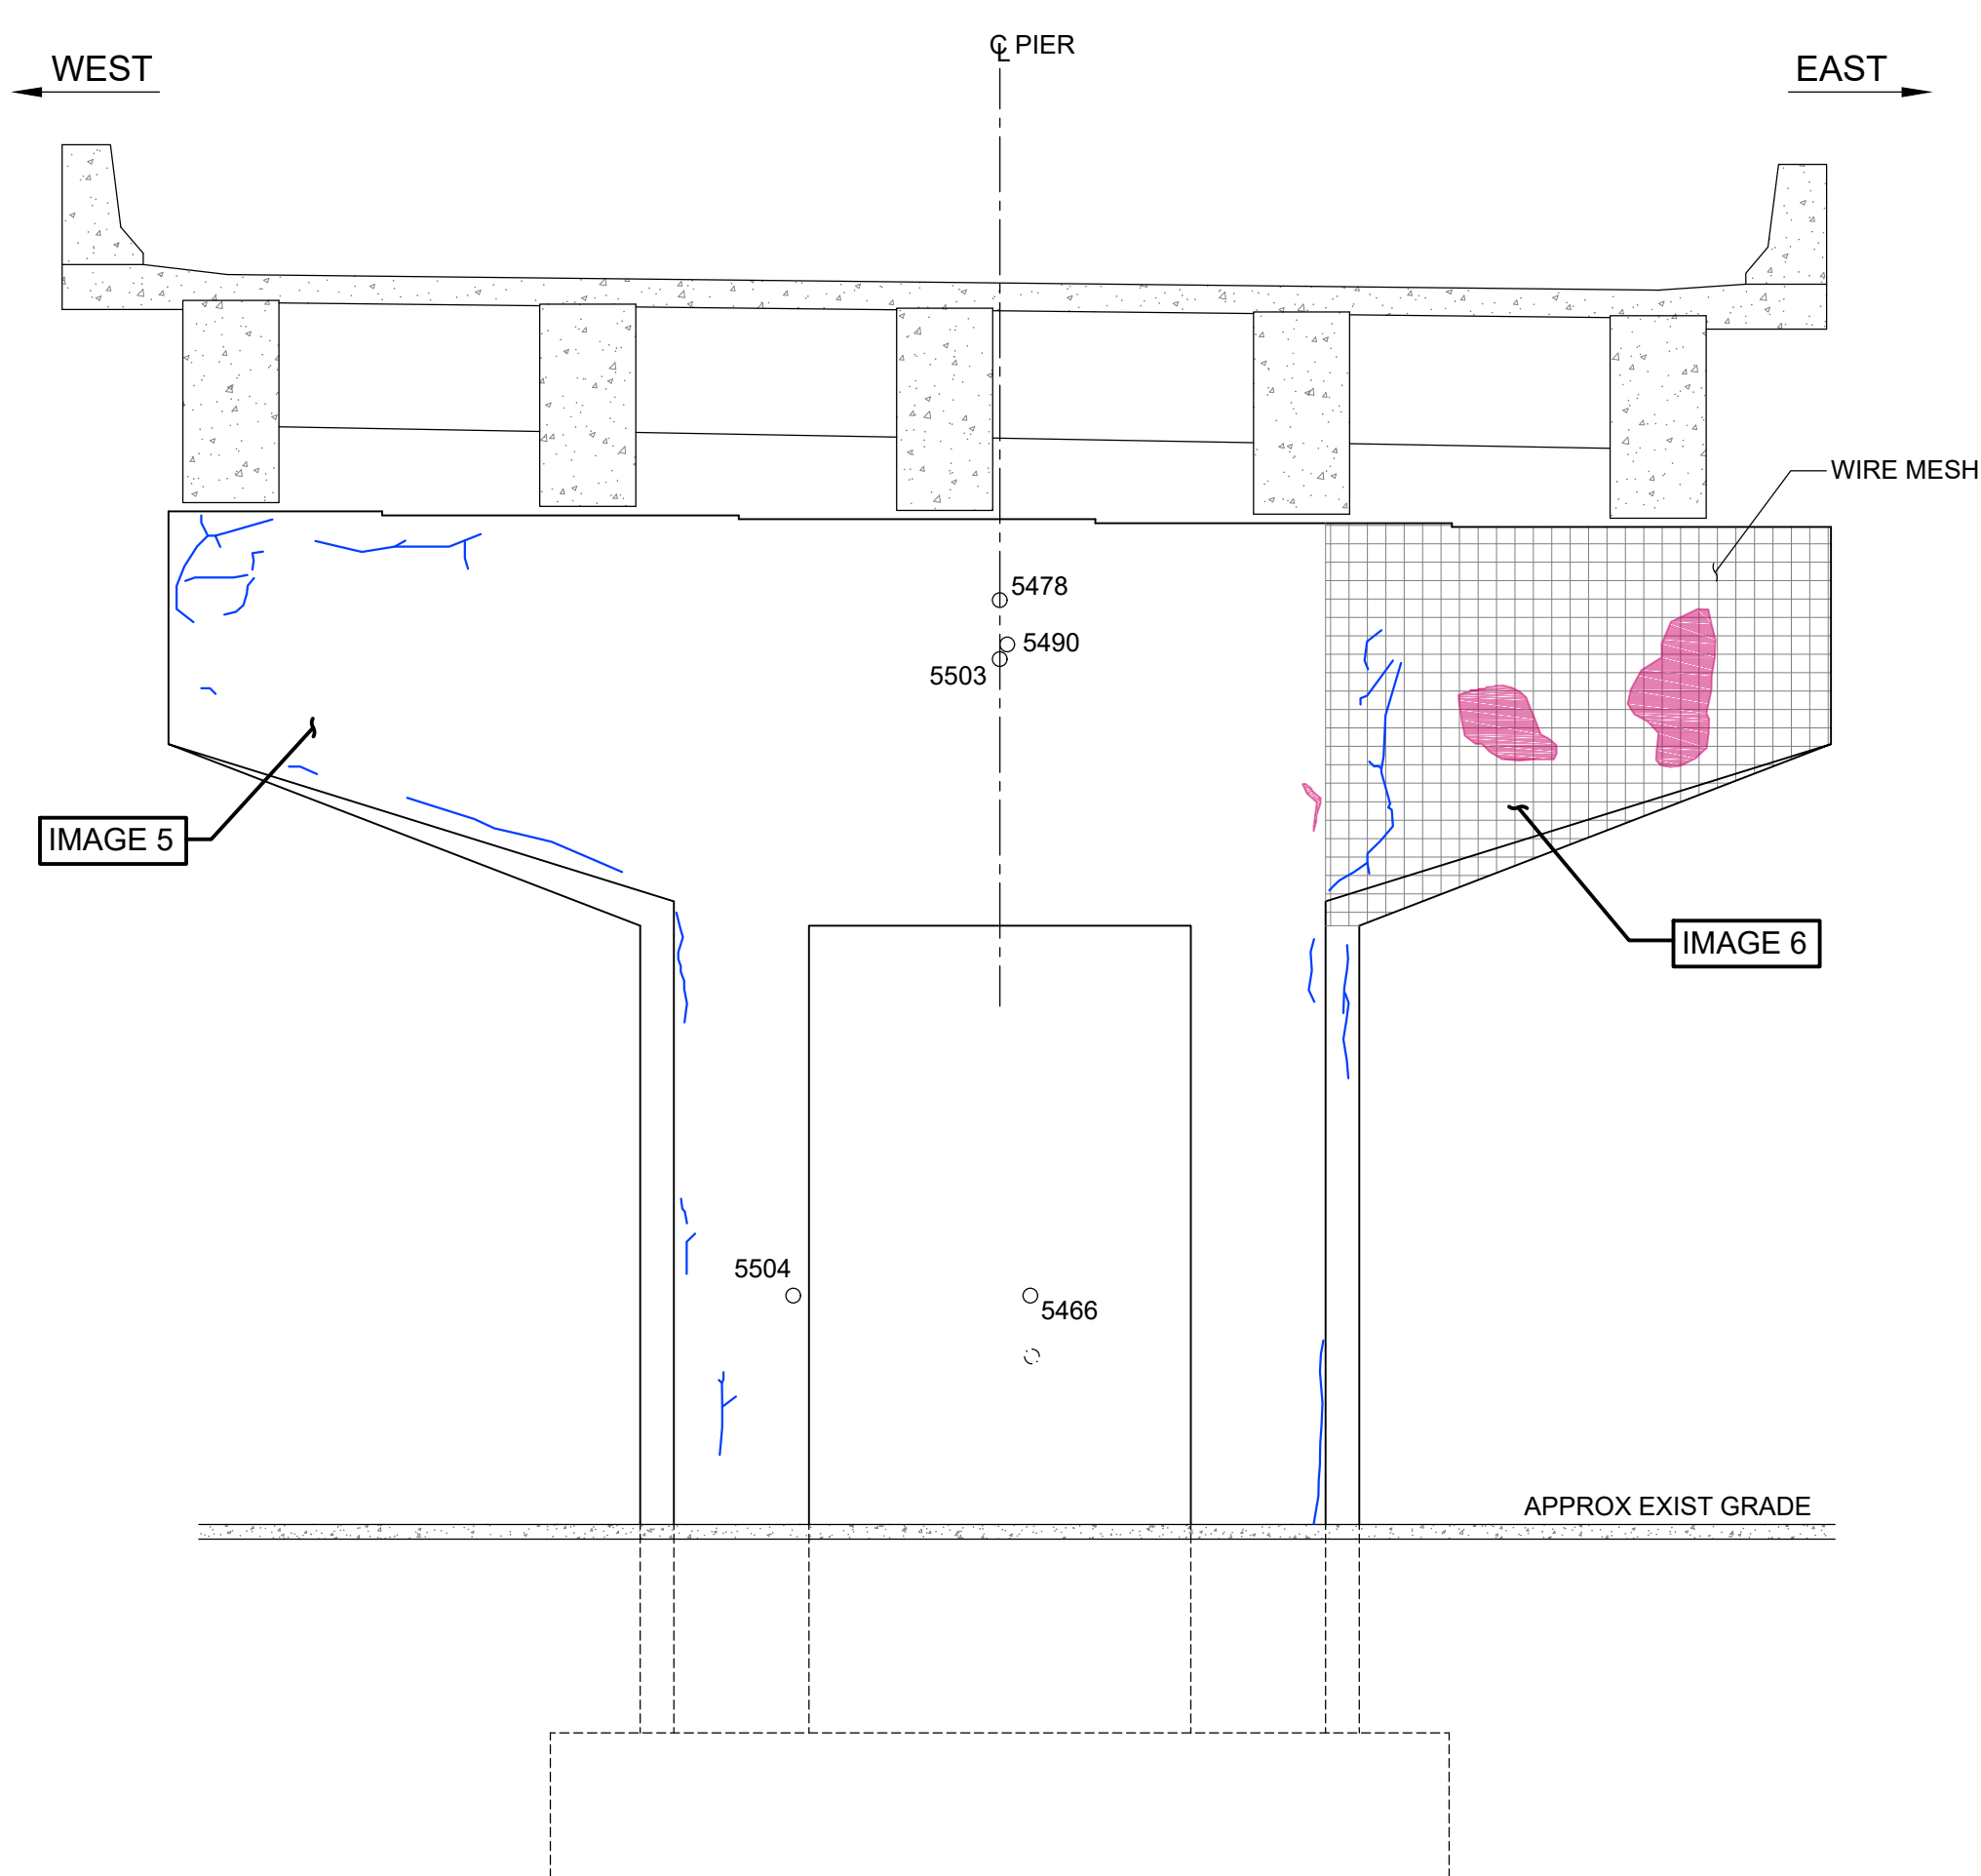 ℄ PIER
WEST
EAST
WIRE MESH
5478
5490
5503
IMAGE 5
IMAGE 6
5504
5466
APPROX EXIST GRADE